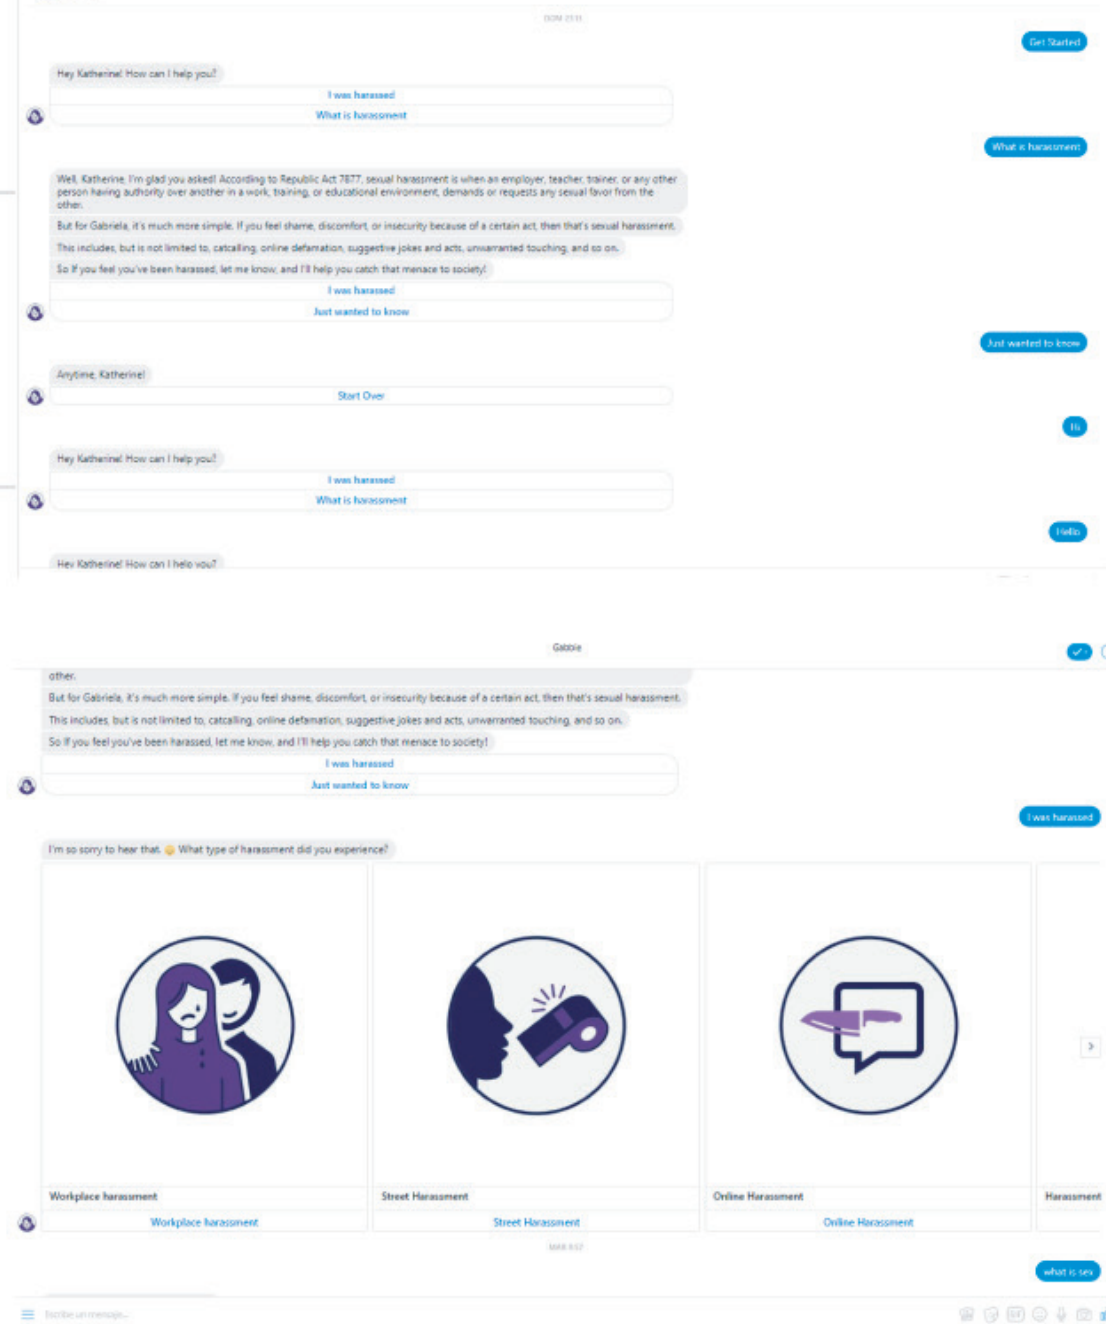 Get Started
Hey Katherine! How can I help you?
I was harassed
What is harassment
What is harassment
Well, Katherine, I'm glad you asked! According to Republic Act 7877, sexual harassment is when an employer, teacher, trainer, or any other
person having authority over another in a work, training, or educational environment, demands or requests any sexual favor from the
other.
But for Gabriela, it's much more simple. If you feel shame, discomfort, or insecurity because of a certain act, then that's sexual harassment.
This includes, but is not limited to, catcalling, online defamation, suggestive jokes and acts, unwarranted touching, and so on.
So If you feel you've been harassed, let me know, and I'll help you catch that menace to society!
I was harassed
Just wanted to know
Just wanted to know
Anytime, Katherine!
Start Over
Hi
Hey Katherine! How can I help you?
I was harassed
What is harassment
Hello
Hey Katherine! How can I help you?
Gabbie
other.
But for Gabriela, it's much more simple. If you feel shame, discomfort, or insecurity because of a certain act, then that's sexual harassment.
This includes, but is not limited to, catcalling, online defamation, suggestive jokes and acts, unwarranted touching, and so on.
So If you feel you've been harassed, let me know, and I'll help you catch that menace to society!
I was harassed
Just wanted to know
I was harassed
I'm so sorry to hear that. What type of harassment did you experience?
Workplace harassment
Street Harassment
Online Harassment
Harassment
Workplace harassment
Street Harassment
Online Harassment
what is sex
Escribe un mensaje...
GIF